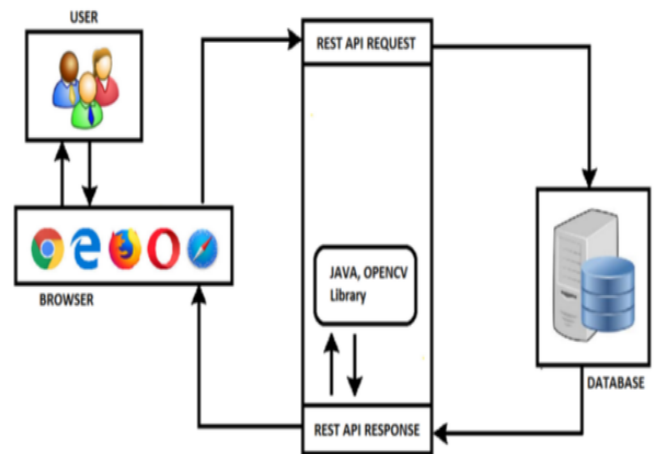 USER
REST API REQUEST
JAVA, OPENCV
Library
BROWSER
DATABASE
REST API RESPONSE